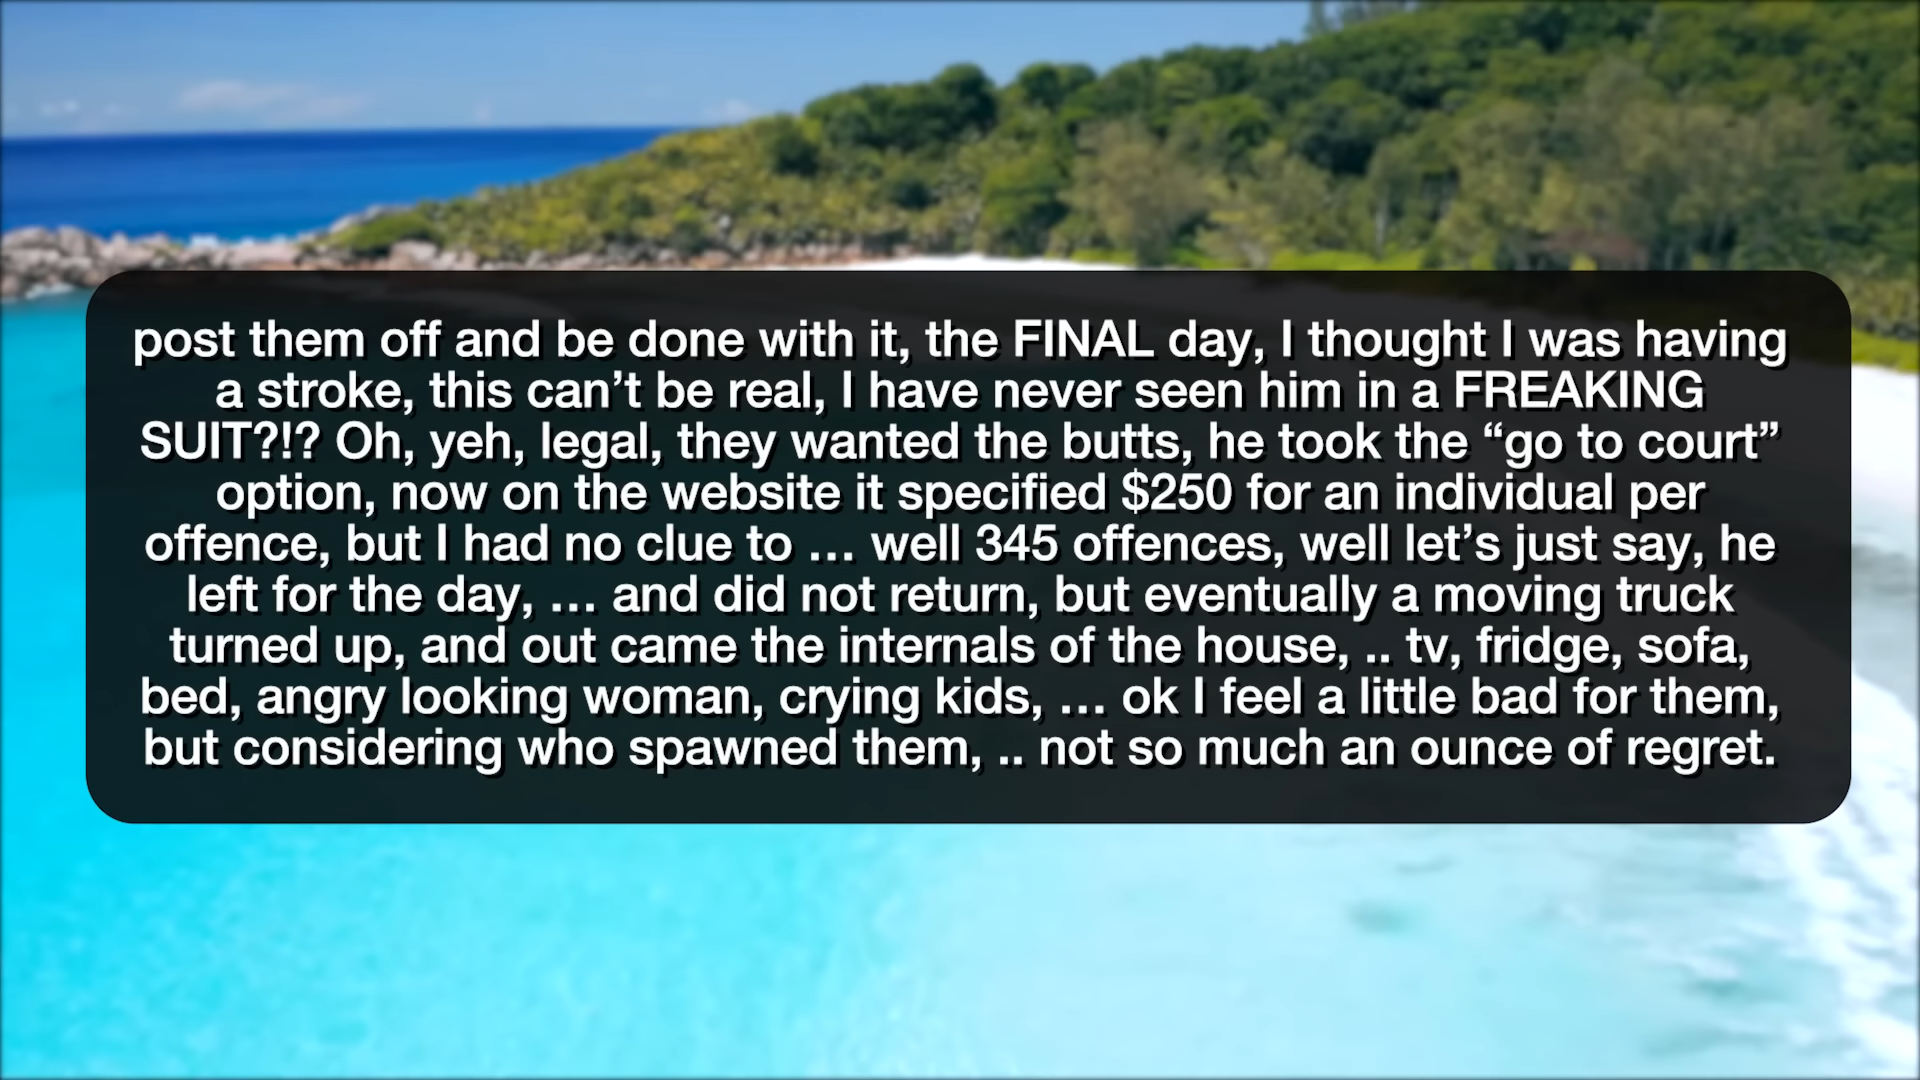 post them off and be done with it, the FINAL day, I thought I was having
a stroke, this can’t be real, I have never seen him in a FREAKING
SUIT?!? Oh, yeh, legal, they wanted the butts, he took the “go to court”
option, now on the website it specified $250 for an individual per
offence, but I had no clue to … well 345 offences, well let’s just say, he
left for the day, … and did not return, but eventually a moving truck
turned up, and out came the internals of the house, .. tv, fridge, sofa,
bed, angry looking woman, crying kids, … ok I feel a little bad for them,
but considering who spawned them, .. not so much an ounce of regret.